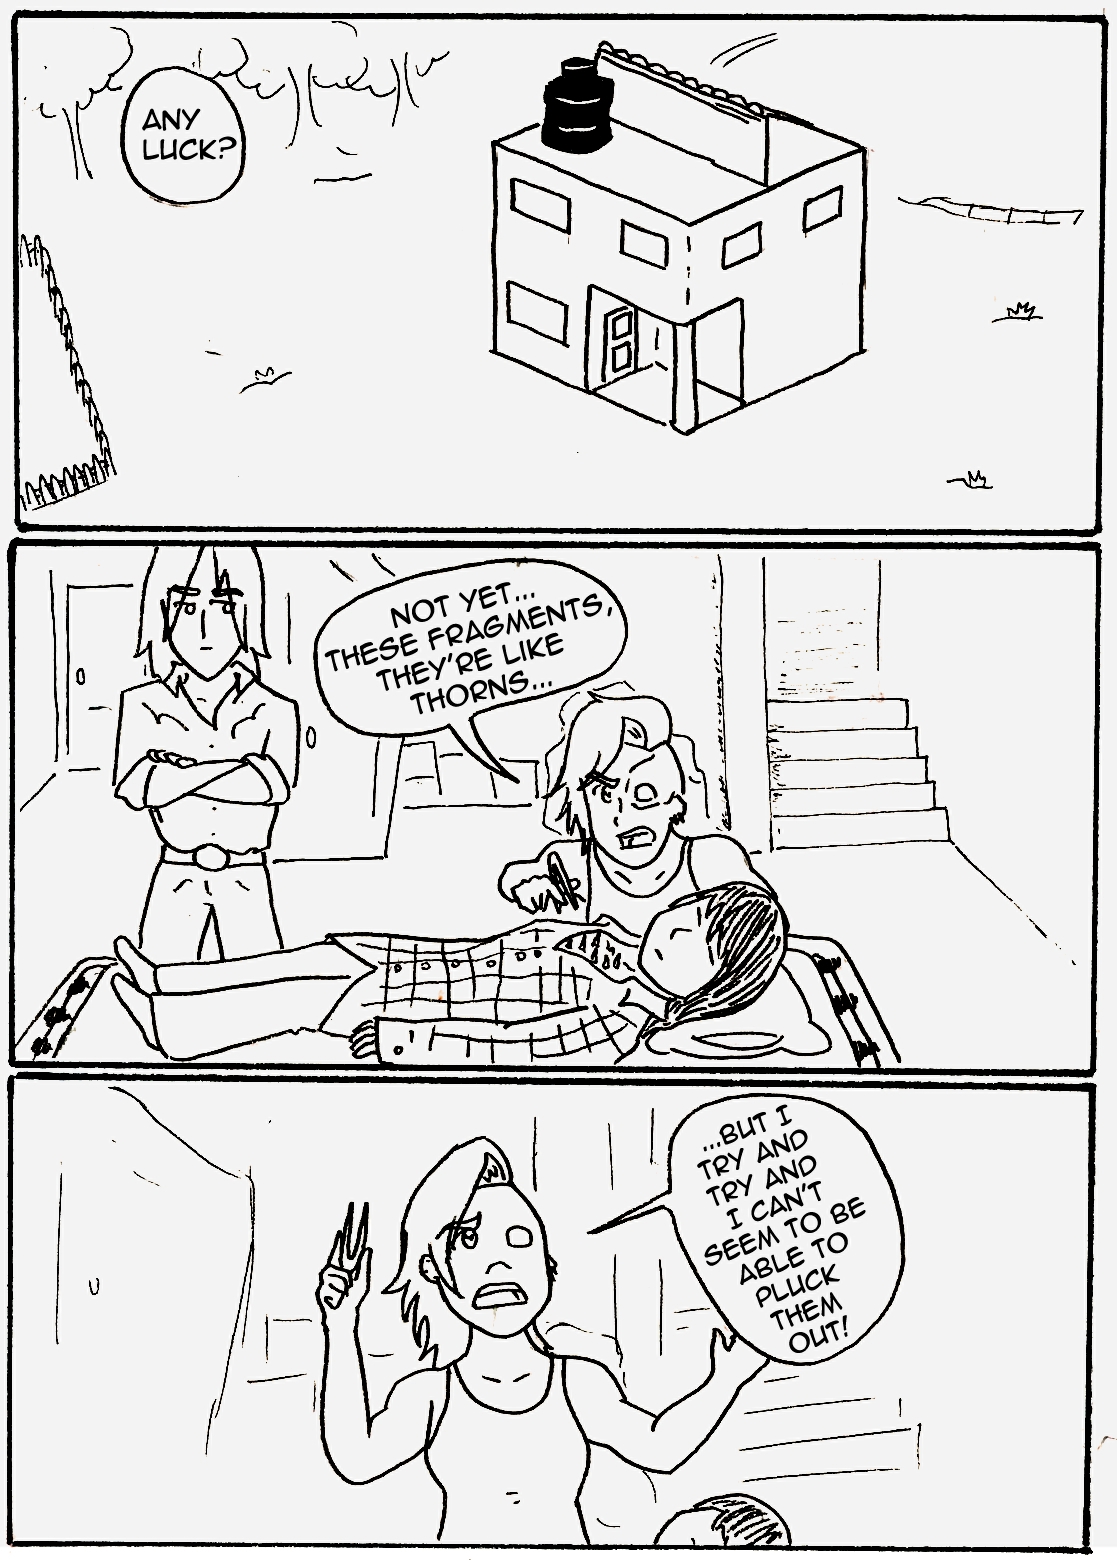 ANY
LUCK?
NOT YET...
THESE FRAGMENTS,
THEY'RE LIKE
THORNS...
...BUT I
TRY AND
TRY AND
I CAN'T
SEEM TO BE
ABLE TO
PLUCK
THEM
OUT!